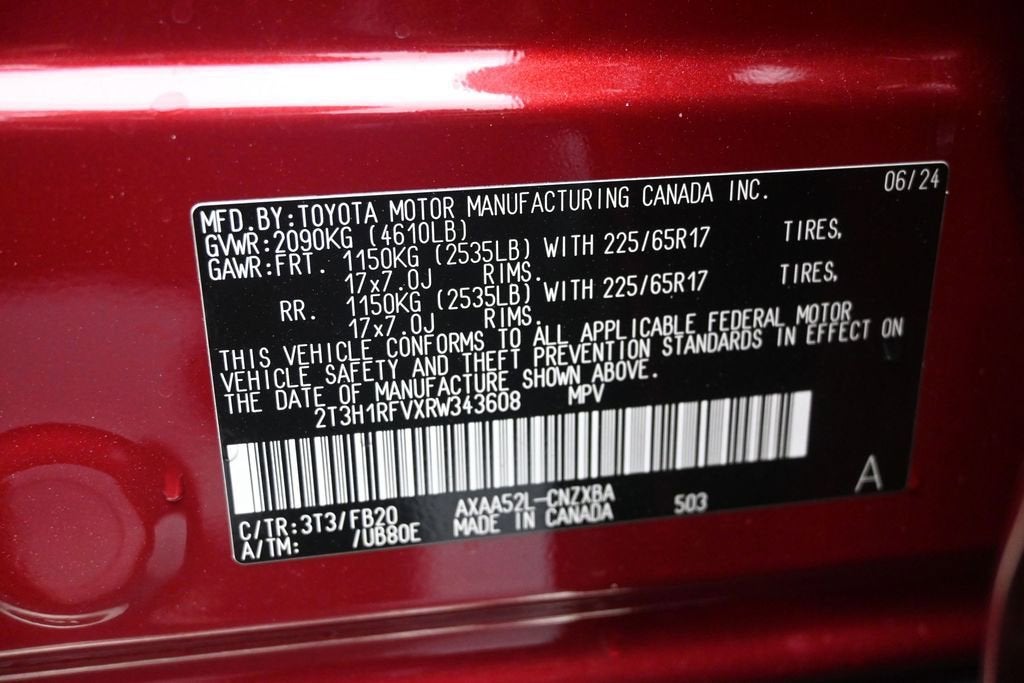 MFD.BY:TOYOTA MOTOR MANUFACTURING CANADA INC. 06/24
GVWR:2090KG (4610LB)
GAWR:FRT. 1150KG (2535LB) WITH 225/65R17 TIRES,
17x7.0J RIMS.
RR. 1150KG (2535LB) WITH 225/65R17 TIRES,
17x7.0J RIMS.
THIS VEHICLE CONFORMS TO ALL APPLICABLE FEDERAL MOTOR
VEHICLE SAFETY AND THEFT PREVENTION STANDARDS IN EFFECT ON
THE DATE OF MANUFACTURE SHOWN ABOVE.
2T3H1RFVXRW343608 MPV
C/TR:3T3/FB20 AXAA52L-CNZXBA 503 A
A/TM: /UB80E MADE IN CANADA